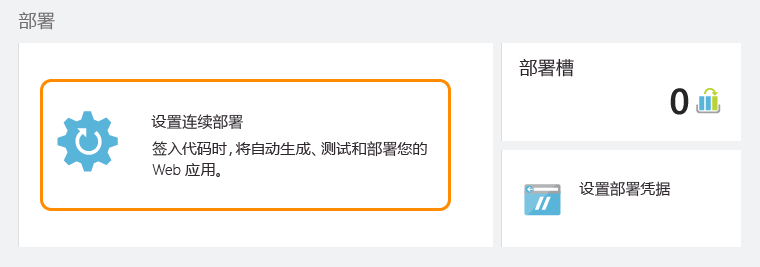 部署
设置连续部署
签入代码时，将自动生成、测试和部署您的
Web 应用。
部署槽
0
设置部署凭据